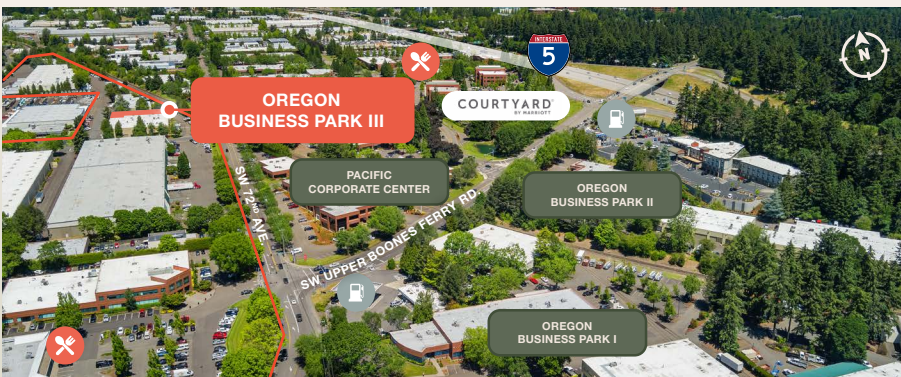 INTERSTATE
5
N
OREGON
BUSINESS PARK III
COURTYARD
BY MARRIOTT
PACIFIC
CORPORATE CENTER
OREGON
BUSINESS PARK II
SW 72ND AVE.
SW UPPER BOONES FERRY RD.
OREGON
BUSINESS PARK I